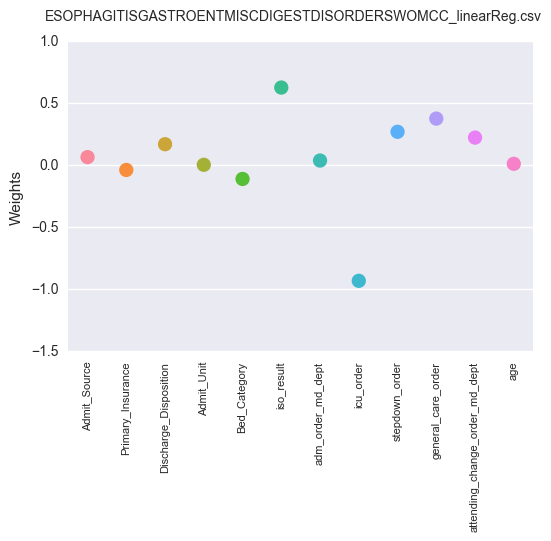 ESOPHAGITISGASTROENTMISCDIGESTDISORDERSWOMCC_linearReg.csv
1.0
0.5
0.0
−0.5
−1.0
−1.5
Weights
Admit_Source
Primary_Insurance
Discharge_Disposition
Admit_Unit
Bed_Category
iso_result
adm_order_md_dept
icu_order
stepdown_order
general_care_order
attending_change_order_md_dept
age